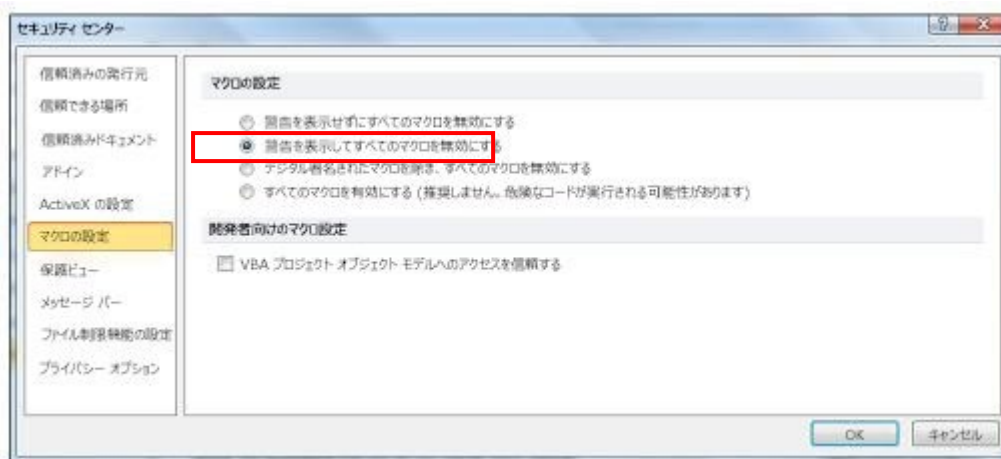 セキュリティ センター
信頼済みの発行元
信頼できる場所
信頼済みドキュメント
アドイン
ActiveX の設定
マクロの設定
保護ビュー
メッセージ バー
ファイル制限機能の設定
プライバシー オプション
マクロの設定
警告を表示せずにすべてのマクロを無効にする
警告を表示してすべてのマクロを無効にする
デジタル署名されたマクロを除き、すべてのマクロを無効にする
すべてのマクロを有効にする (推奨しません。危険なコードが実行される可能性があります)
開発者向けのマクロ設定
VBA プロジェクト オブジェクト モデルへのアクセスを信頼する
OK
キャンセル